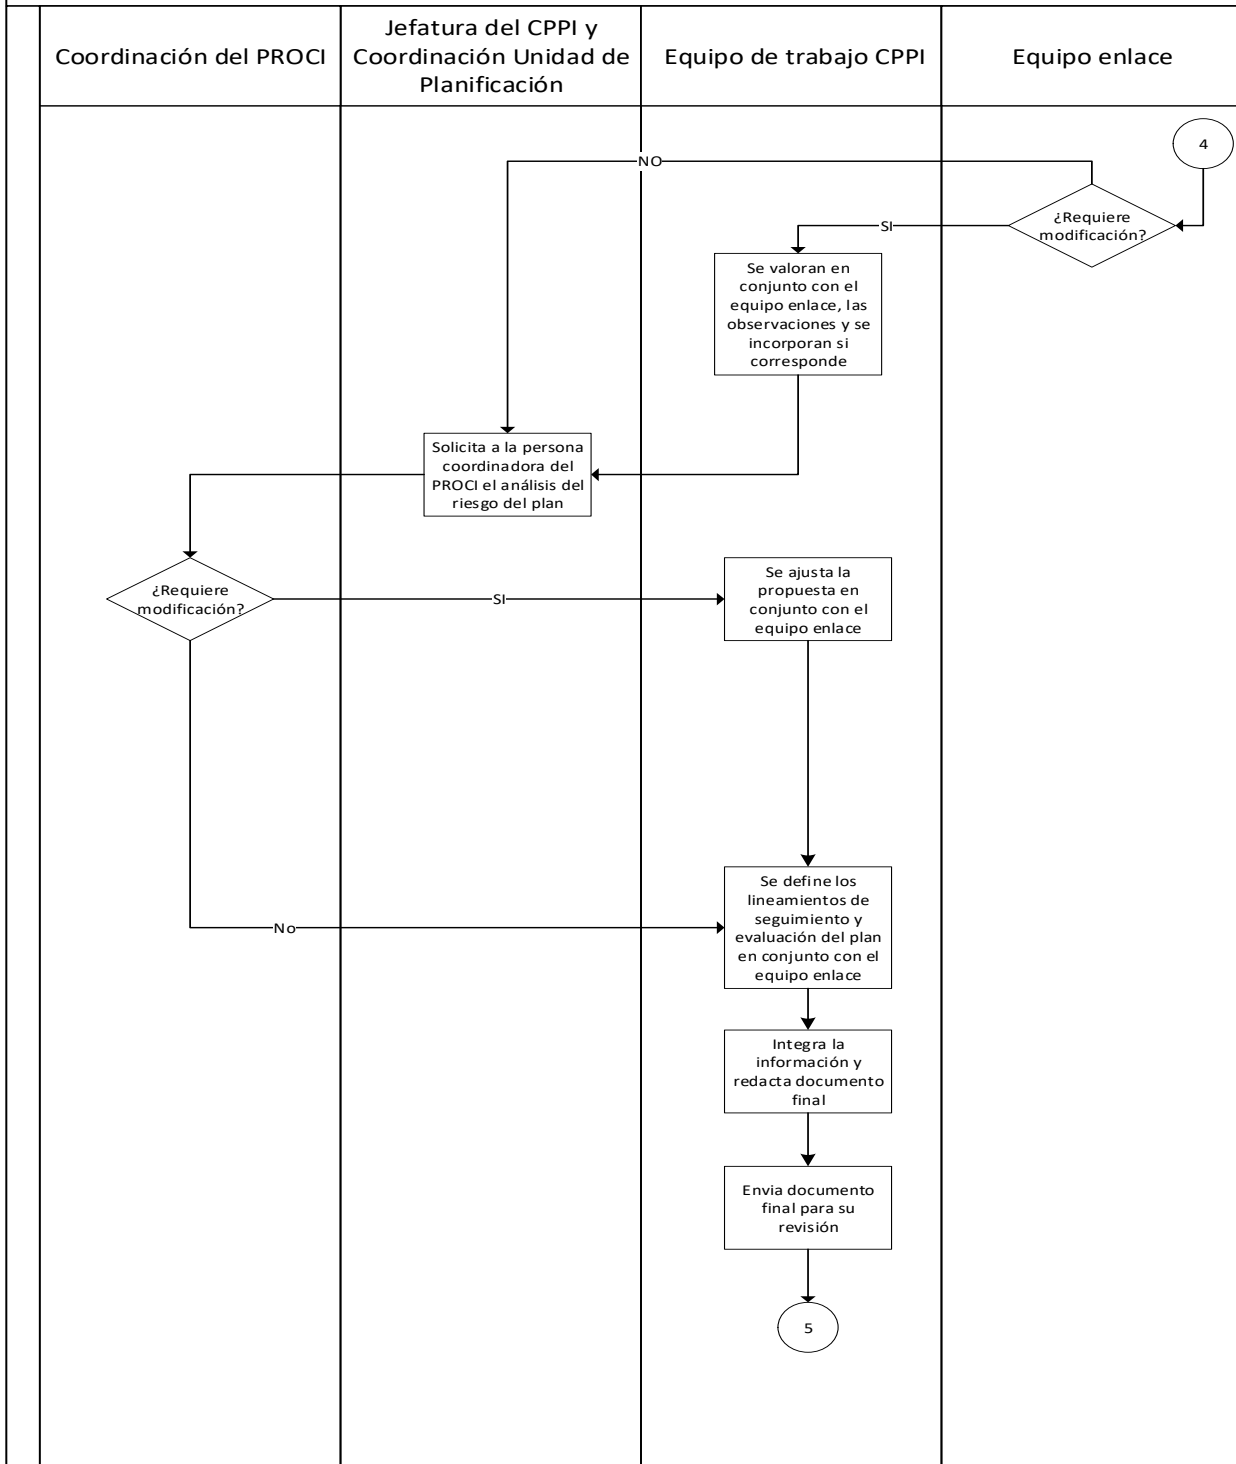 Coordinación del PROCI
Jefatura del CPPI y
Coordinación Unidad de
Planificación
Equipo de trabajo CPPI
Equipo enlace
4
NO
¿Requiere
modificación?
SI
Se valoran en
conjunto con el
equipo enlace, las
observaciones y se
incorporan si
corresponde
Solicita a la persona
coordinadora del
PROCI el análisis del
riesgo del plan
¿Requiere
modificación?
SI
Se ajusta la
propuesta en
conjunto con el
equipo enlace
Se define los
lineamientos de
seguimiento y
evaluación del plan
en conjunto con el
equipo enlace
No
Integra la
información y
redacta documento
final
Envia documento
final para su
revisión
5